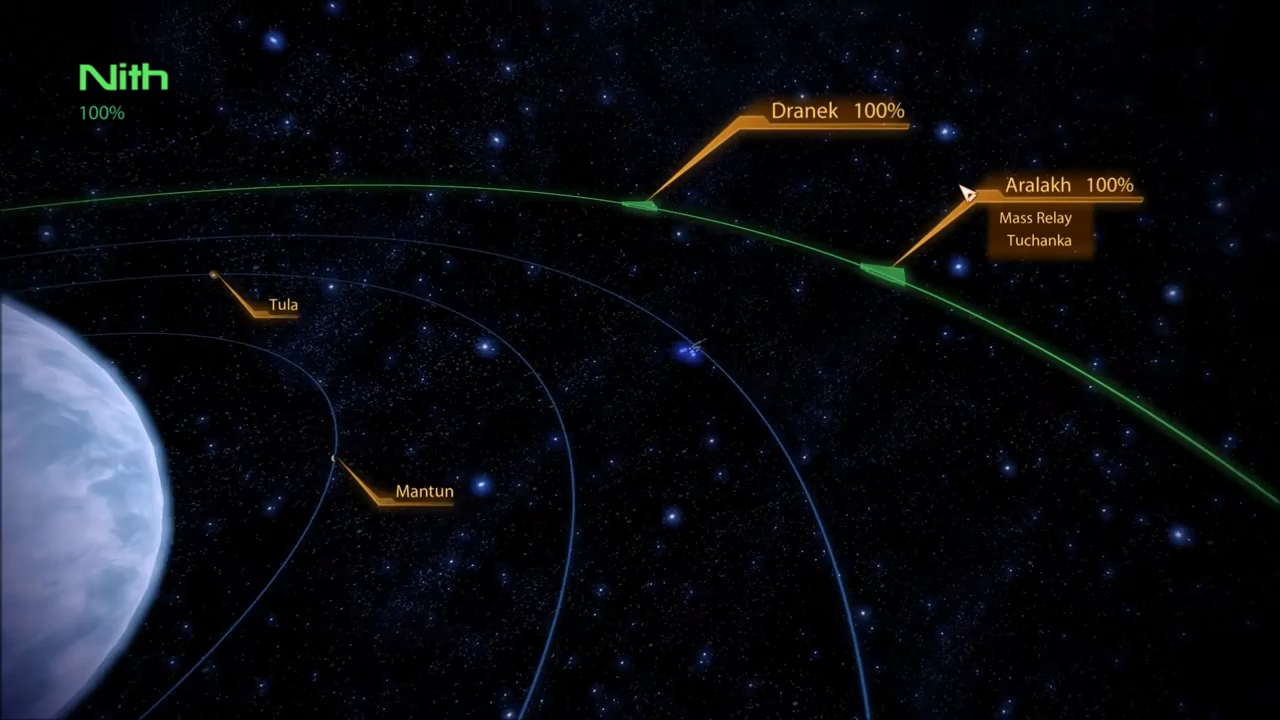 Nith
100%
Dranek 100%
Aralakh 100%
Mass Relay
Tuchanka
Tula
Mantun